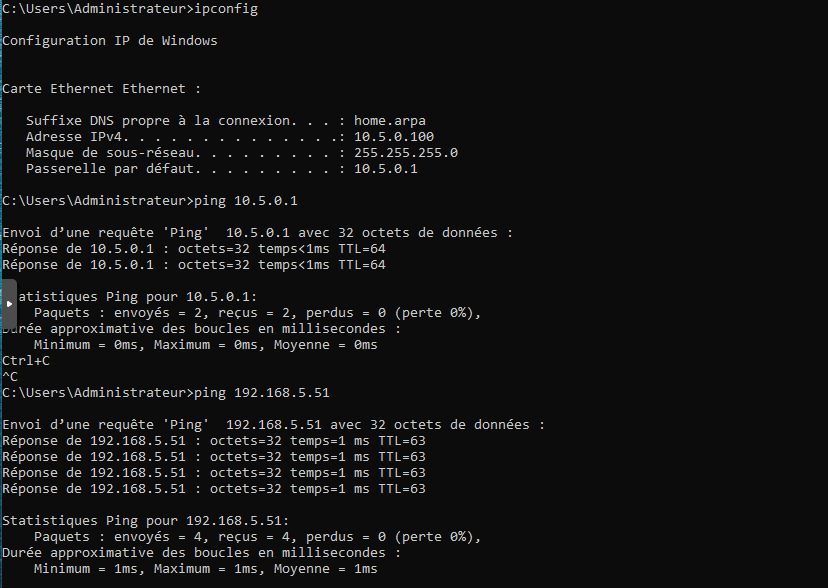 C:\Users\Administrateur>ipconfig
Configuration IP de Windows
Carte Ethernet Ethernet :
Suffixe DNS propre à la connexion. . . : home.arpa
Adresse IPv4. . . . . . . . . . . . . .: 10.5.0.100
Masque de sous-réseau. . . . . . . . . : 255.255.255.0
Passerelle par défaut. . . . . . . . . : 10.5.0.1
C:\Users\Administrateur>ping 10.5.0.1
Envoi d’une requête 'Ping'  10.5.0.1 avec 32 octets de données :
Réponse de 10.5.0.1 : octets=32 temps<1ms TTL=64
Réponse de 10.5.0.1 : octets=32 temps<1ms TTL=64
atistiques Ping pour 10.5.0.1:
Paquets : envoyés = 2, reçus = 2, perdus = 0 (perte 0%),
Durée approximative des boucles en millisecondes :
Minimum = 0ms, Maximum = 0ms, Moyenne = 0ms
Ctrl+C
^C
C:\Users\Administrateur>ping 192.168.5.51
Envoi d’une requête 'Ping'  192.168.5.51 avec 32 octets de données :
Réponse de 192.168.5.51 : octets=32 temps=1 ms TTL=63
Réponse de 192.168.5.51 : octets=32 temps=1 ms TTL=63
Réponse de 192.168.5.51 : octets=32 temps=1 ms TTL=63
Réponse de 192.168.5.51 : octets=32 temps=1 ms TTL=63
Statistiques Ping pour 192.168.5.51:
Paquets : envoyés = 4, reçus = 4, perdus = 0 (perte 0%),
Durée approximative des boucles en millisecondes :
Minimum = 1ms, Maximum = 1ms, Moyenne = 1ms